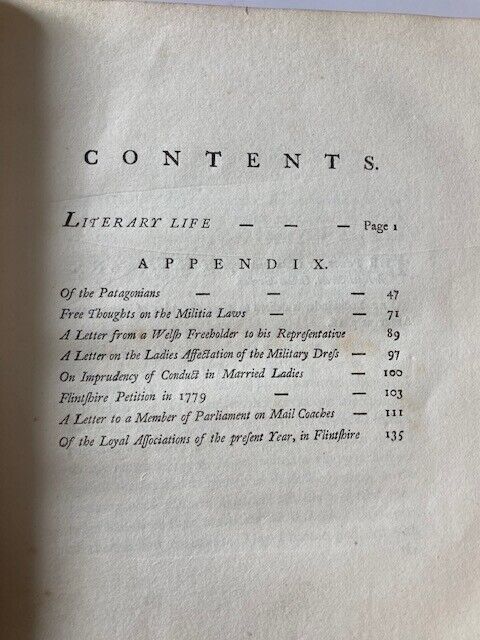 CONTENTS.
LITERARY LIFE — — — Page 1
APPENDIX.
Of the Patagonians — — — 47
Free Thoughts on the Militia Laws — — 71
A Letter from a Welſh Freeholder to his Repreſentative 89
A Letter on the Ladies Affectation of the Military Dreſs — 97
On Imprudency of Conduct in Married Ladies — 100
Flintſhire Petition in 1779 — — 103
A Letter to a Member of Parliament on Mail Coaches — 111
Of the Loyal Aſſociations of the preſent Year, in Flintſhire 135